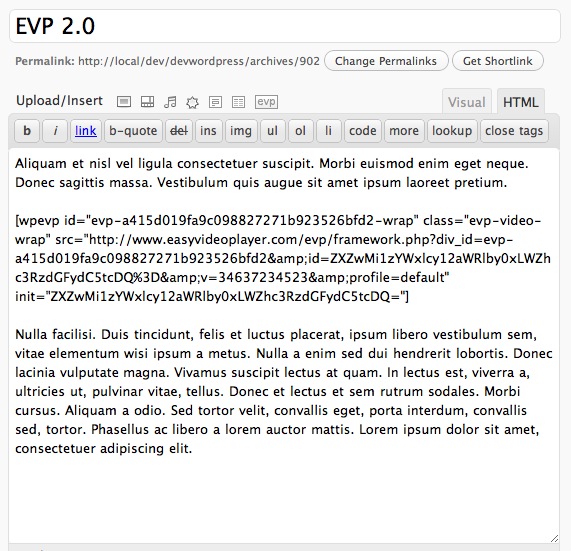 EVP 2.0
Permalink: http://local/dev/devwordpress/archives/902 Change Permalinks Get Shortlink
Upload/Insert evp Visual HTML
b i link b-quote del ins img ul ol li code more lookup close tags
Aliquam et nisl vel ligula consectetuer suscipit. Morbi euismod enim eget neque.
Donec sagittis massa. Vestibulum quis augue sit amet ipsum laoreet pretium.
[wpevp id="evp-a415d019fa9c098827271b923526bfd2-wrap" class="evp-video-
wrap" src="http://www.easyvideoplayer.com/evp/framework.php?div_id=evp-
a415d019fa9c098827271b923526bfd2&amp;id=ZXZwMi1zYWxlcy12aWRlby0xLWZh
c3RzdGFydC5tcDQ%3D&amp;v=34637234523&amp;profile=default"
init="ZXZwMi1zYWxlcy12aWRlby0xLWZhc3RzdGFydC5tcDQ="]
Nulla facilisi. Duis tincidunt, felis et luctus placerat, ipsum libero vestibulum sem,
vitae elementum wisi ipsum a metus. Nulla a enim sed dui hendrerit lobortis. Donec
lacinia vulputate magna. Vivamus suscipit lectus at quam. In lectus est, viverra a,
ultricies ut, pulvinar vitae, tellus. Donec et lectus et sem rutrum sodales. Morbi
cursus. Aliquam a odio. Sed tortor velit, convallis eget, porta interdum, convallis
sed, tortor. Phasellus ac libero a lorem auctor mattis. Lorem ipsum dolor sit amet,
consectetuer adipiscing elit.